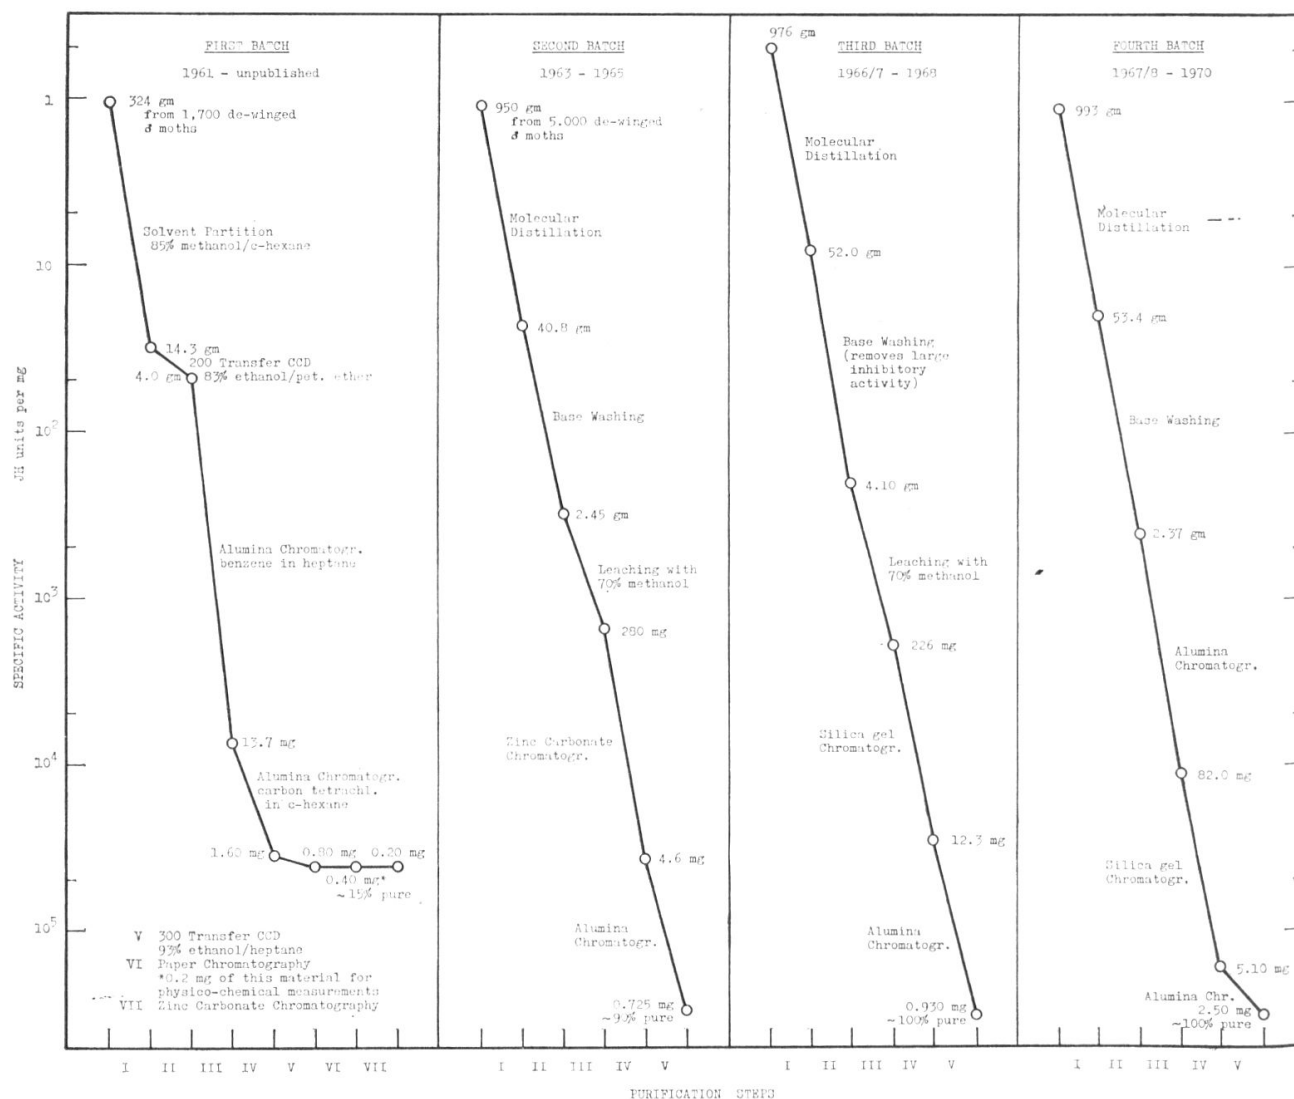 FIRST BATCH
1961 - unpublished
324 gm
from 1,700 de-winged
♂ moths
Solvent Partition
85% methanol/c-hexane
14.3 gm
200 Transfer CCD
4.0 gm
83% ethanol/pet. ether
Alumina Chromatogr.
benzene in heptane
13.7 mg
Alumina Chromatogr.
carbon tetrachl.
in c-hexane
1.60 mg
0.80 mg
0.20 mg
0.40 mg*
~15% pure
V 300 Transfer CCD
93% ethanol/heptane
VI Paper Chromatography
*0.2 mg of this material for
physico-chemical measurements
VII Zinc Carbonate Chromatography
SECOND BATCH
1963 - 1965
950 gm
from 5.000 de-winged
♂ moths
Molecular
Distillation
40.8 gm
Base Washing
2.45 gm
Leaching with
70% methanol
280 mg
Zinc Carbonate
Chromatogr.
4.6 mg
Alumina
Chromatogr.
0.725 mg
pure
976 gm
THIRD BATCH
1966/7 - 1968
Molecular
Distillation
52.0 gm
Base Washing
(removes large
inhibitory
activity)
4.10 gm
Leaching with
70% methanol
226 mg
Silica gel
Chromatogr.
12.3 mg
Alumina
Chromatogr.
0.930 mg
~100% pure
FOURTH BATCH
1967/8 - 1970
993 gm
Molecular
Distillation
53.4 gm
Base Washing
2.37 gm
Alumina
Chromatogr.
82.0 mg
Silica gel
Chromatogr.
5.10 mg
Alumina Chr.
2.50 mg
~100% pure
SPECIFIC ACTIVITY JH units per mg
1
10
10²
10³
10⁴
10⁵
I II III IV V VI VII
I II III IV V
I II III IV V
I II III IV V
PURIFICATION STEPS